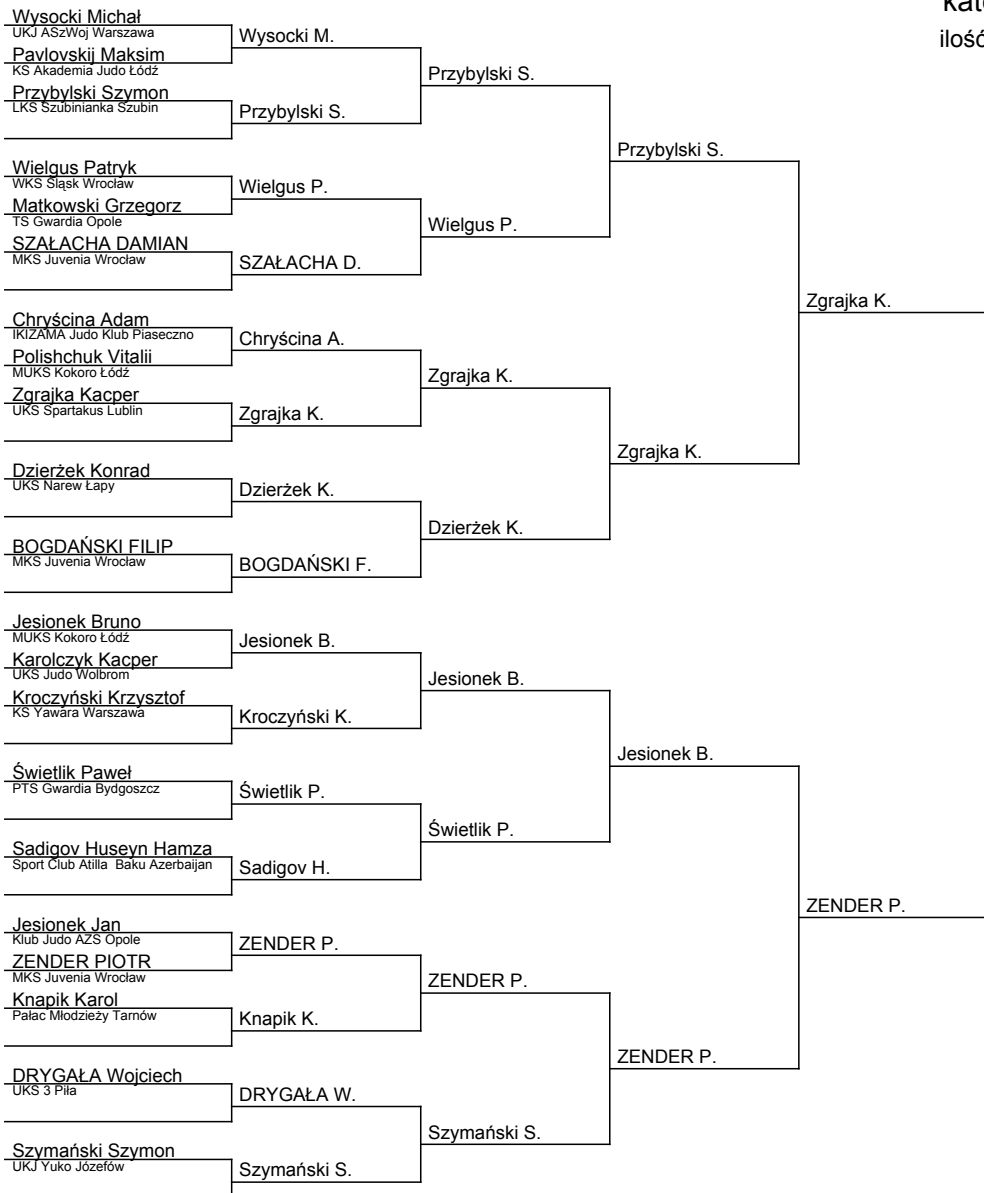 kate
ilość
Wysocki Michał
UKJ ASzWoj Warszawa
Pavlovskij Maksim
KS Akademia Judo Łódź
Przybylski Szymon
LKS Szubinianka Szubin
Wielgus Patryk
WKS Śląsk Wrocław
Matkowski Grzegorz
TS Gwardia Opole
SZAŁACHA DAMIAN
MKS Juvenia Wrocław
Chryścina Adam
IKIZAMA Judo Klub Piaseczno
Polishchuk Vitalii
MUKS Kokoro Łódź
Zgrajka Kacper
UKS Spartakus Lublin
Dzierżek Konrad
UKS Narew Łapy
BOGDAŃSKI FILIP
MKS Juvenia Wrocław
Jesionek Bruno
MUKS Kokoro Łódź
Karolczyk Kacper
UKS Judo Wolbrom
Kroczyński Krzysztof
KS Yawara Warszawa
Świetlik Paweł
PTS Gwardia Bydgoszcz
Sadigov Huseyn Hamza
Sport Club Atilla Baku Azerbaijan
Jesionek Jan
Klub Judo AZS Opole
ZENDER PIOTR
MKS Juvenia Wrocław
Knapik Karol
Pałac Młodzieży Tarnów
DRYGAŁA Wojciech
UKS 3 Piła
Szymański Szymon
UKJ Yuko Józefów
Wysocki M.
Przybylski S.
Wielgus P.
SZAŁACHA D.
Chryścina A.
Zgrajka K.
Dzierżek K.
BOGDAŃSKI F.
Jesionek B.
Kroczyński K.
Świetlik P.
Sadigov H.
ZENDER P.
Knapik K.
DRYGAŁA W.
Szymański S.
Przybylski S.
Wielgus P.
Zgrajka K.
Dzierżek K.
Jesionek B.
Świetlik P.
ZENDER P.
Szymański S.
Przybylski S.
Zgrajka K.
Jesionek B.
ZENDER P.
Zgrajka K.
ZENDER P.